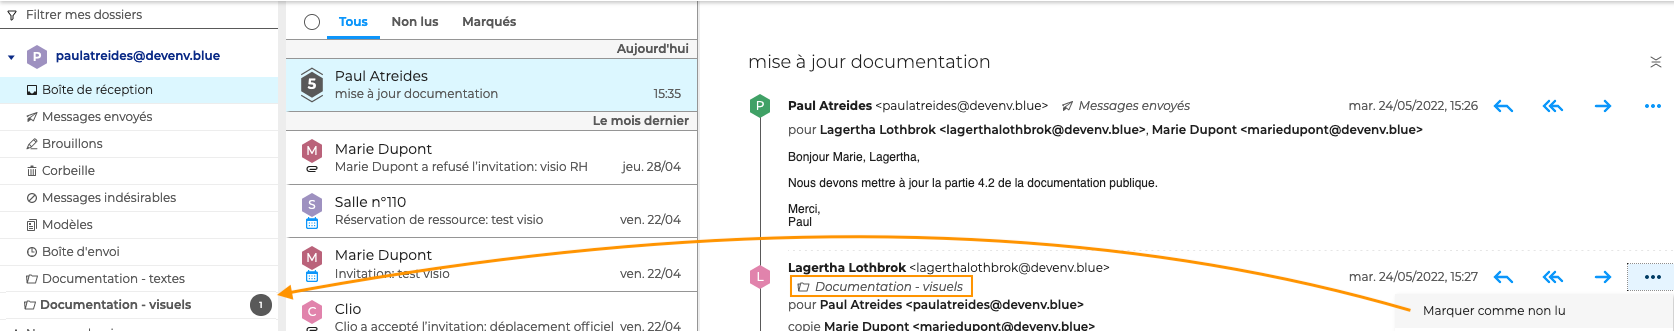 Filtrer mes dossiers
P paulatreides@devenv.blue
Boîte de réception
Messages envoyés
Brouillons
Corbeille
Messages indésirables
Modèles
Boîte d'envoi
Documentation - textes
Documentation - visuels 1
Tous Non lus Marqués
Aujourd'hui
5 Paul Atreides
mise à jour documentation 15:35
Le mois dernier
M Marie Dupont
Marie Dupont a refusé l'invitation: visio RH jeu. 28/04
S Salle n°110
Réservation de ressource: test visio ven. 22/04
M Marie Dupont
Invitation: test visio ven. 22/04
C Clio
Clio a accepté l'invitation: déplacement officiel ven. 22/04
mise à jour documentation
P Paul Atreides <paulatreides@devenv.blue> Messages envoyés mar. 24/05/2022, 15:26
pour Lagertha Lothbrok <lagerthalothbrok@devenv.blue>, Marie Dupont <mariedupont@devenv.blue>
Bonjour Marie, Lagertha,
Nous devons mettre à jour la partie 4.2 de la documentation publique.
Merci,
Paul
L Lagertha Lothbrok <lagerthalothbrok@devenv.blue>
Documentation - visuels
mar. 24/05/2022, 15:27
pour Paul Atreides <paulatreides@devenv.blue>
Marquer comme non lu
copie Marie Dupont <mariedupont@devenv.blue>